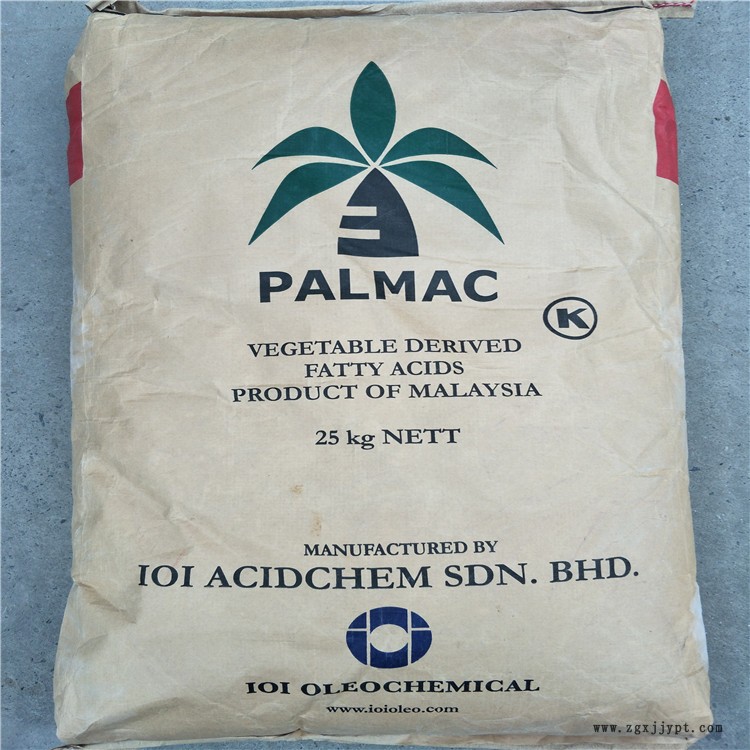 PALMAC
K
VEGETABLE DERIVED
FATTY ACIDS
PRODUCT OF MALAYSIA
25 kg NETT
MANUFACTURED BY
IOI ACIDCHEM SDN. BHD.
IOI OLEOCHEMICAL
www.ioioleo.com
www.zgxjjypt.com